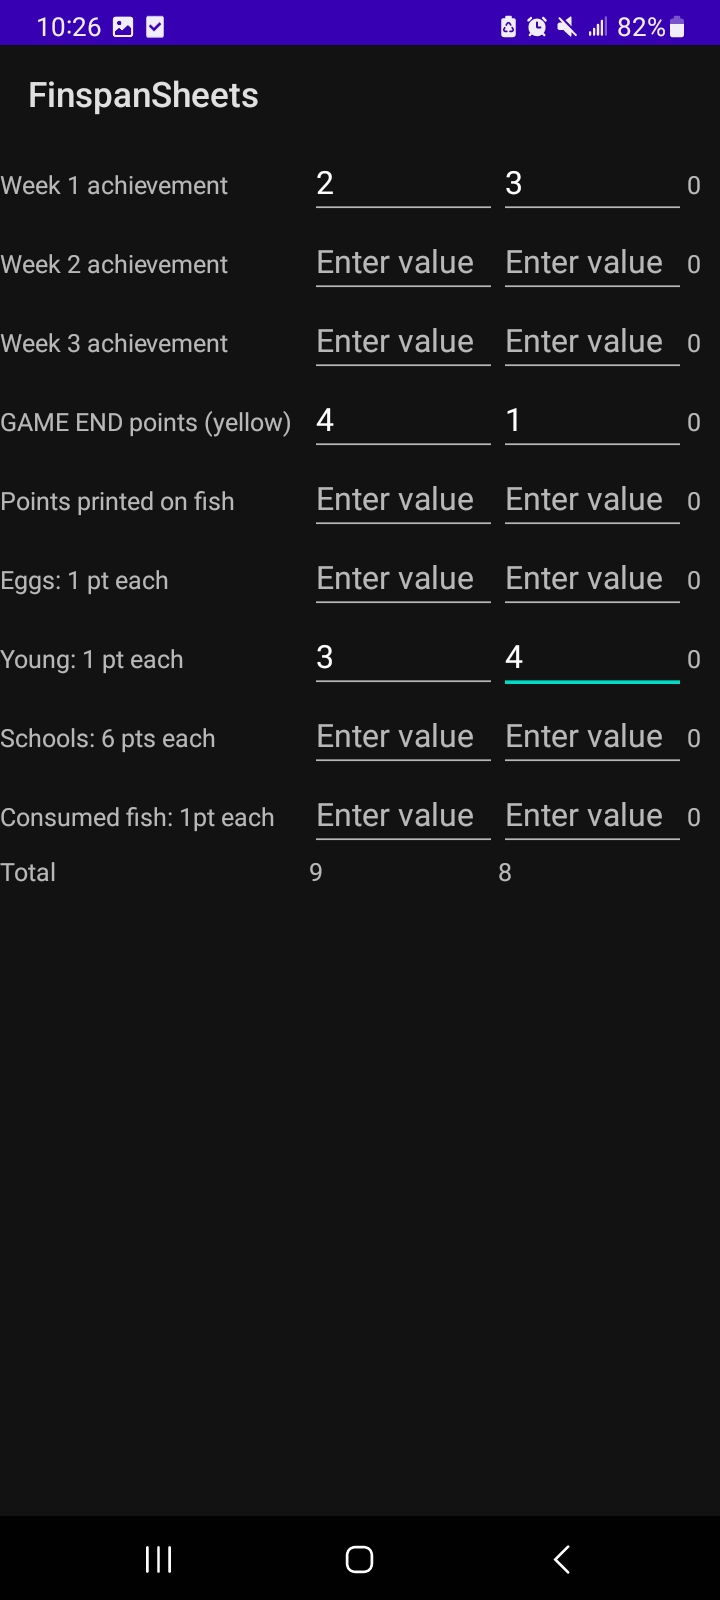 10:26 82%
FinspanSheets
Week 1 achievement 2 3 0
Week 2 achievement Enter value Enter value 0
Week 3 achievement Enter value Enter value 0
GAME END points (yellow) 4 1 0
Points printed on fish Enter value Enter value 0
Eggs: 1 pt each Enter value Enter value 0
Young: 1 pt each 3 4 0
Schools: 6 pts each Enter value Enter value 0
Consumed fish: 1pt each Enter value Enter value 0
Total 9 8